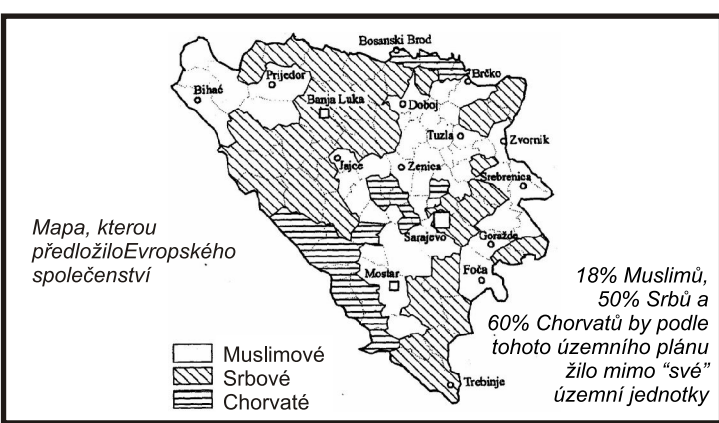 Bosanski Brod
Bihać
Prijedor
Banja Luka
Brčko
Doboj
Tuzla
Zvornik
Jajce
Zenica
Srebrenica
Sarajevo
Goražde
Mostar
Foča
Trebinje
Mapa, kterou
předložiloEvropského
společenství
Muslimové
Srbové
Chorvaté
18% Muslimů,
50% Srbů a
60% Chorvatů by podle
tohoto územního plánu
žilo mimo “své”
územní jednotky